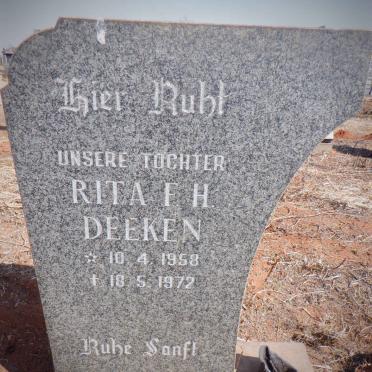 Hier Ruht
UNSERE TOCHTER
RITA F. H.
DEEKEN
☆ 10. 4. 1958
† 18. 5. 1972
Ruhe Sanft